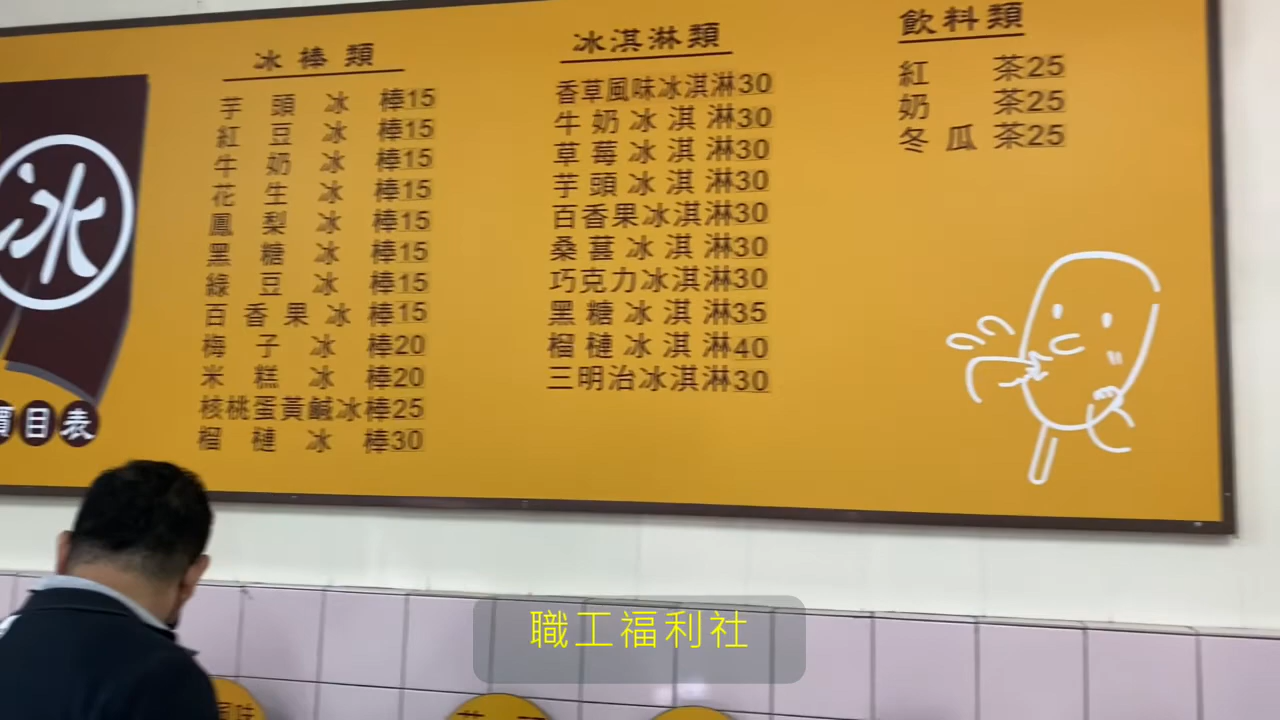 冰
價目表
冰棒類
芋頭冰棒15
紅豆冰棒15
牛奶冰棒15
花生冰棒15
鳳梨冰棒15
黑糖冰棒15
綠豆冰棒15
百香果冰棒15
梅子冰棒20
米糕冰棒20
核桃蛋黃鹹冰棒25
榴槤冰棒30
冰淇淋類
香草風味冰淇淋30
牛奶冰淇淋30
草莓冰淇淋30
芋頭冰淇淋30
百香果冰淇淋30
桑葚冰淇淋30
巧克力冰淇淋30
黑糖冰淇淋35
榴槤冰淇淋40
三明治冰淇淋30
飲料類
紅茶25
奶茶25
冬瓜茶25
職工福利社